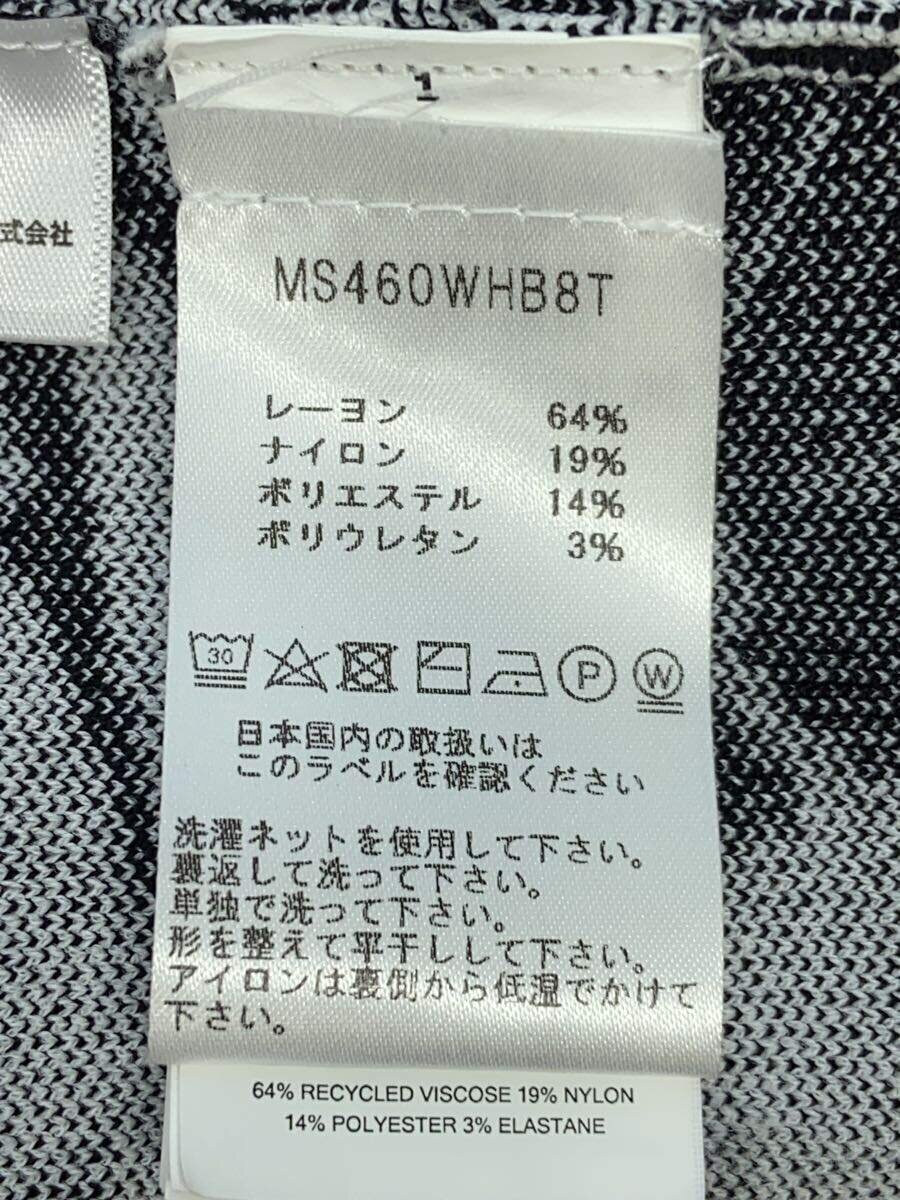 1
式会社
MS460WHB8T
レーヨン 64%
ナイロン 19%
ポリエステル 14%
ポリウレタン 3%
30
P
W
日本国内の取扱いは
このラベルを確認ください
洗濯ネットを使用して下さい。
裏返して洗って下さい。
単独で洗って下さい。
形を整えて平干しして下さい。
アイロンは裏側から低温でかけて
下さい。
64% RECYCLED VISCOSE 19% NYLON
14% POLYESTER 3% ELASTANE